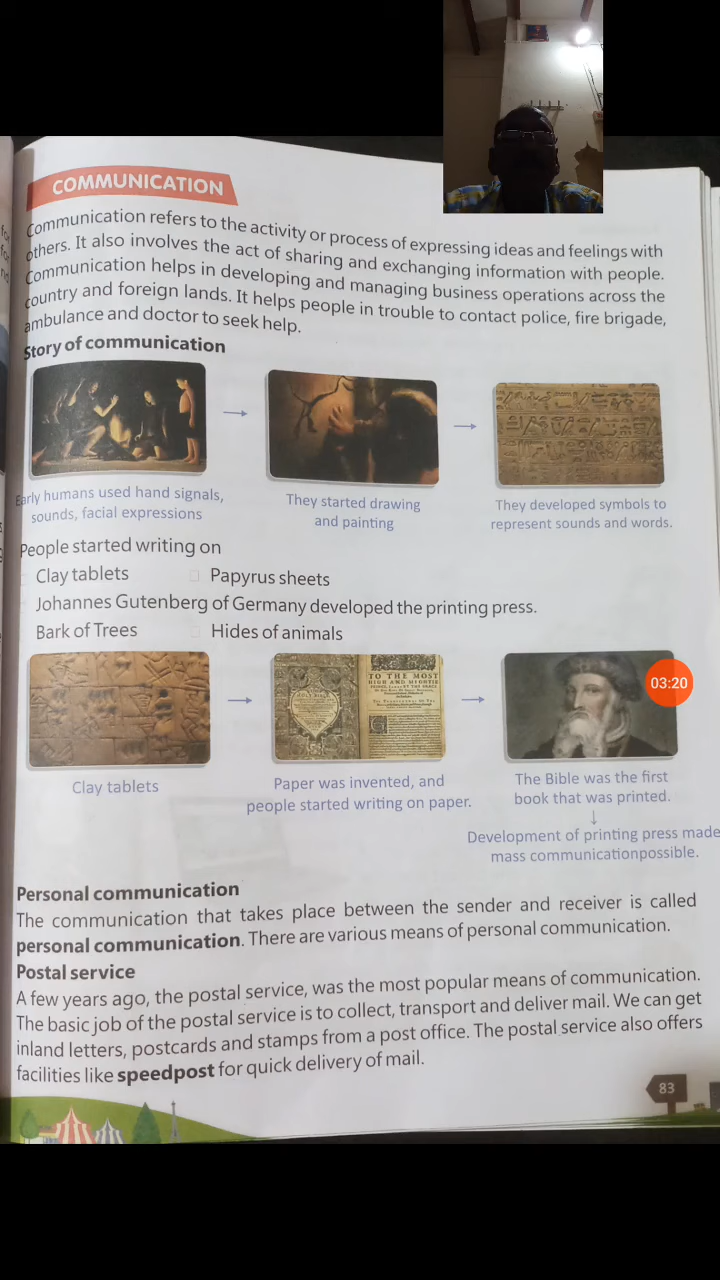 COMMUNICATION
Communication refers to the activity or process of expressing ideas and feelings with
others. It also involves the act of sharing and exchanging information with people.
Communication helps in developing and managing business operations across the
country and foreign lands. It helps people in trouble to contact police, fire brigade,
ambulance and doctor to seek help.
Story of communication
Early humans used hand signals,
sounds, facial expressions
They started drawing
and painting
They developed symbols to
represent sounds and words.
People started writing on
Clay tablets Papyrus sheets
Johannes Gutenberg of Germany developed the printing press.
Bark of Trees Hides of animals
TO THE MOST
HIGH AND MIGHTIE
03:20
Clay tablets
Paper was invented, and
people started writing on paper.
The Bible was the first
book that was printed.
Development of printing press made
mass communicationpossible.
Personal communication
The communication that takes place between the sender and receiver is called
personal communication. There are various means of personal communication.
Postal service
A few years ago, the postal service, was the most popular means of communication.
The basic job of the postal service is to collect, transport and deliver mail. We can get
inland letters, postcards and stamps from a post office. The postal service also offers
facilities like speedpost for quick delivery of mail.
83